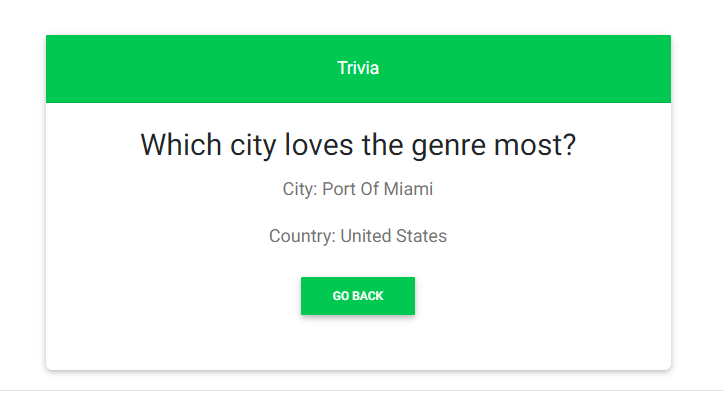 Trivia
Which city loves the genre most?
City: Port Of Miami
Country: United States
GO BACK